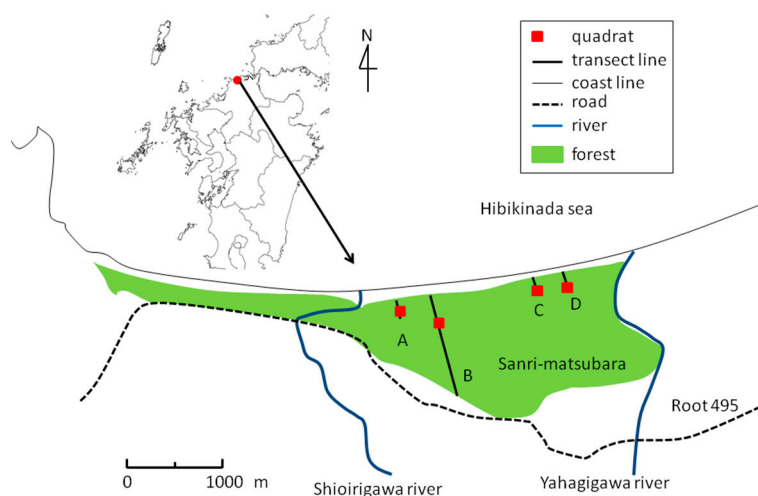 N
quadrat
transect line
coast line
road
river
forest
Hibikinada sea
A
B
C
D
Sanri-matsubara
Root 495
0 1000 m
Shioirigawa river
Yahagigawa river